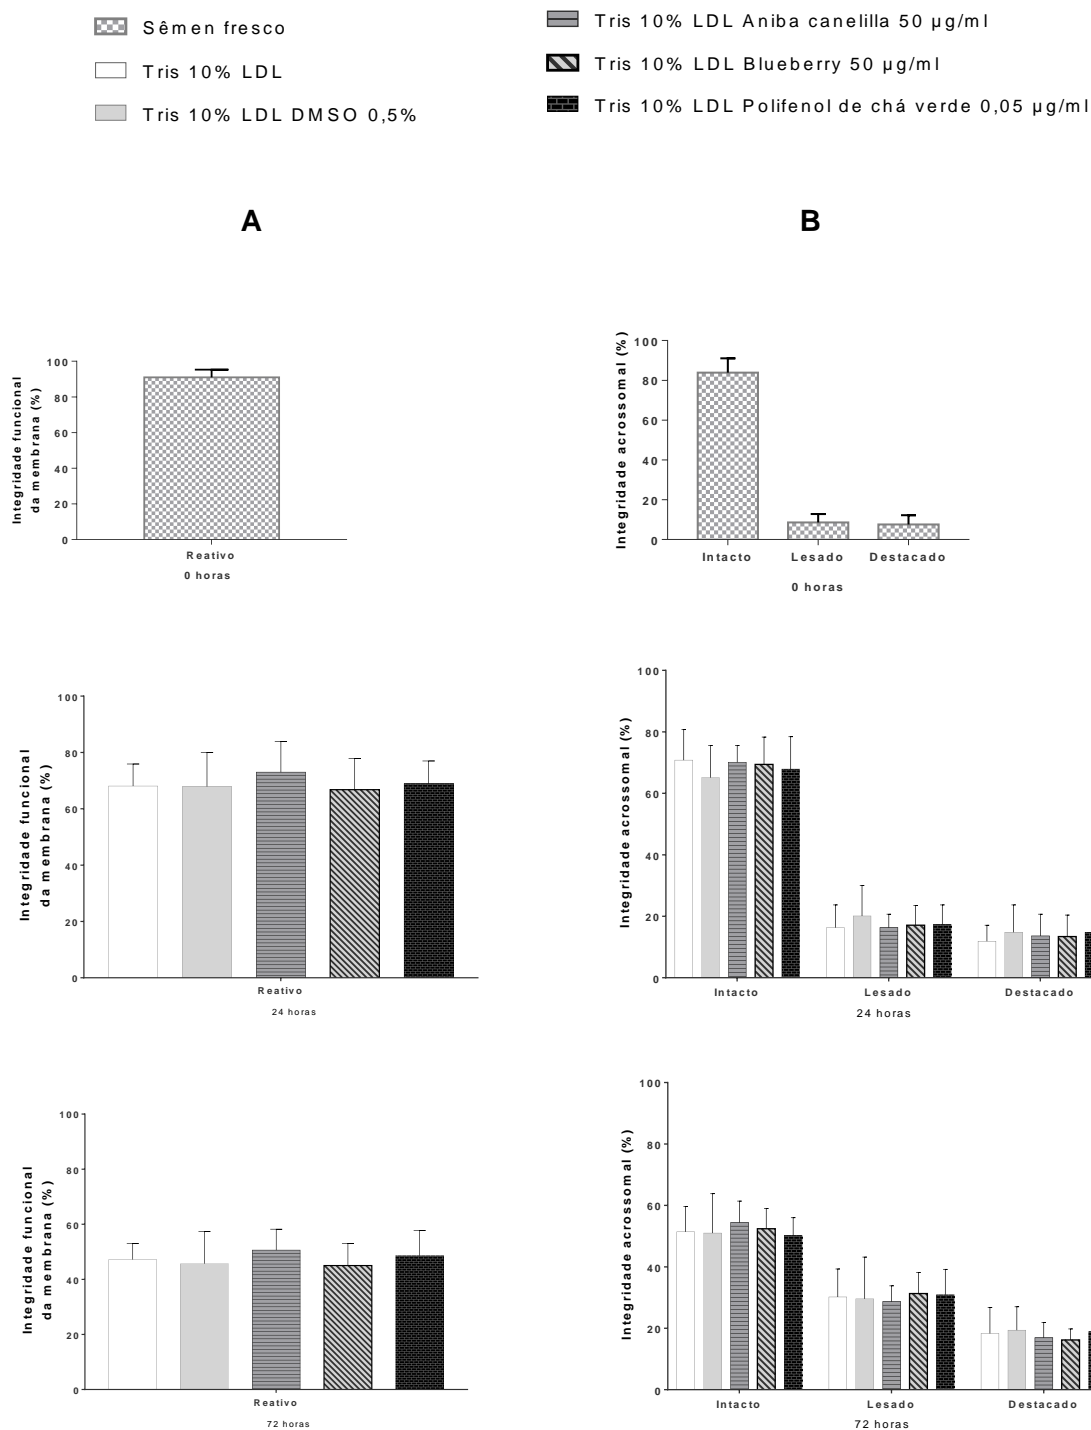 Sêmen fresco
Tris 10% LDL
Tris 10% LDL DMSO 0,5%
Tris 10% LDL Aniba canelilla 50 µg/ml
Tris 10% LDL Blueberry 50 µg/ml
Tris 10% LDL Polifenol de chá verde 0,05 µg/ml
A
B
Integridade funcional
da membrana (%)
100
80
60
40
20
0
Reativo
0 horas
Integridade acrossomal (%)
100
80
60
40
20
0
Intacto Lesado Destacado
0 horas
Integridade funcional
da membrana (%)
100
80
60
40
20
0
Reativo
24 horas
Integridade acrossomal (%)
100
80
60
40
20
0
Intacto Lesado Destacado
24 horas
Integridade funcional
da membrana (%)
100
80
60
40
20
0
Reativo
72 horas
Integridade acrossomal (%)
100
80
60
40
20
0
Intacto Lesado Destacado
72 horas